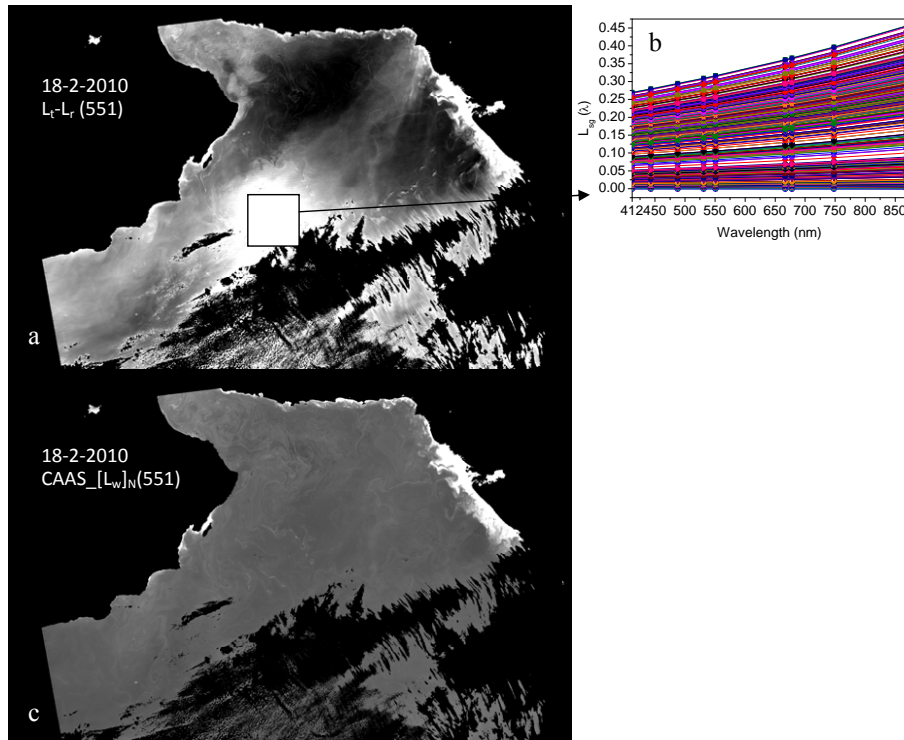 18-2-2010
Lt-Lr (551)
a
b
0.45
0.40
0.35
0.30
0.25
0.20
0.15
0.10
0.05
0.00
Lsg (λ)
412 450 500 550 600 650 700 750 800 850
Wavelength (nm)
18-2-2010
CAAS_[Lw]N(551)
c